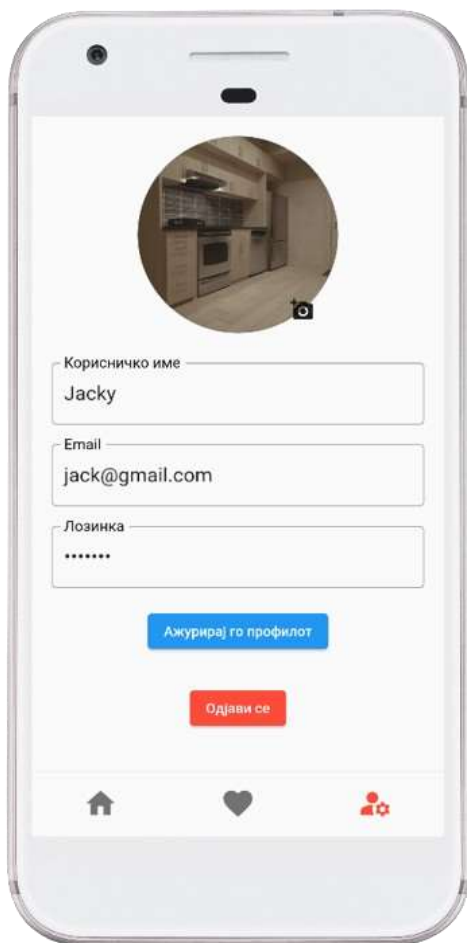 Корисничко име
Jacky
Email
jack@gmail.com
Лозинка
•••••••
Ажурирај го профилот
Одјави се